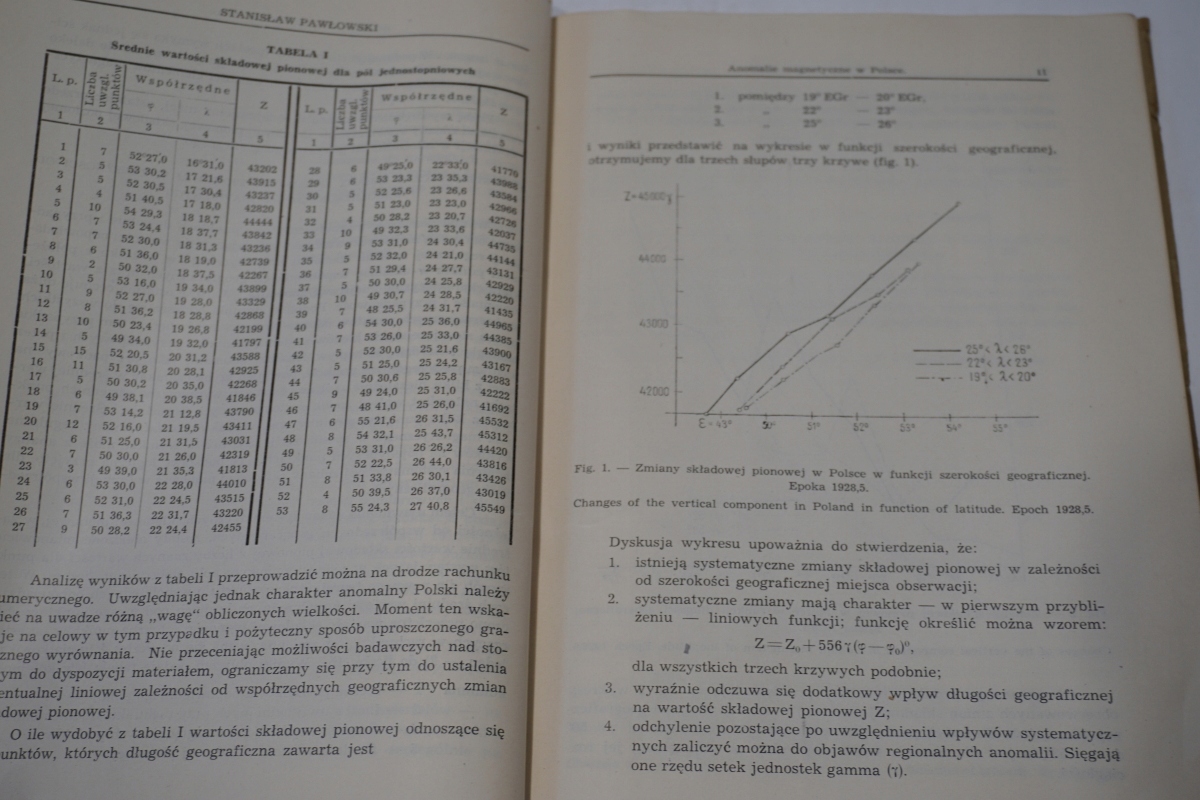 STANISŁAW PAWŁOWSKI
TABELA I
Średnie wartości składowej pionowej dla pól jednostopniowych
L. p. Liczba uwzgl. punktów Współrzędne φ λ Z
1 2 3 4 5
1 7 52°27,′0 16°31,′0 43202
2 5 53 30,2 17 21,6 43915
3 5 52 30,5 17 30,4 43237
4 4 51 40,5 17 18,0 42820
5 10 54 29,3 18 18,7 44444
6 7 53 24,4 18 37,7 43842
7 7 52 30,0 18 31,3 43236
8 6 51 36,0 18 19,0 42739
9 2 50 32,0 18 37,5 42267
10 5 53 16,0 19 34,0 43899
11 9 52 27,0 19 28,0 43329
12 8 51 36,2 18 28,8 42868
13 10 50 23,4 19 26,8 42199
14 5 49 34,0 19 32,0 41797
15 15 52 20,5 20 31,2 43588
16 11 51 30,8 20 28,1 42925
17 5 50 30,2 20 35,0 42268
18 6 49 38,1 20 38,5 41846
19 7 53 14,2 21 12,8 43790
20 12 52 16,0 21 19,5 43411
21 6 51 25,0 21 31,5 43031
22 7 50 30,0 21 26,0 42319
23 3 49 39,0 21 35,3 41813
24 6 53 30,0 22 28,0 44010
25 6 52 31,0 22 24,5 43515
26 7 51 36,3 22 31,7 43220
27 9 50 28,2 22 24,4 42455
L. p. Liczba uwzgl. punktów Współrzędne φ λ Z
1 2 3 4 5
28 6 49°25,′0 22°33,′0 41770
29 6 53 23,3 23 35,3 43988
30 5 52 25,6 23 26,6 43584
31 5 51 23,0 23 23,0 42966
32 4 50 28,2 23 20,7 42726
33 10 49 32,3 23 33,6 42037
34 9 53 31,0 24 30,4 44735
35 5 52 32,0 24 21,0 44144
36 7 51 29,4 24 27,7 43131
37 5 50 30,0 24 25,8 42929
38 10 49 30,7 24 28,5 42220
39 7 48 25,5 24 31,7 41435
40 6 54 30,0 25 36,0 44965
41 7 53 26,0 25 33,0 44385
42 5 52 30,0 25 21,6 43900
43 5 51 25,0 25 24,2 43167
44 7 50 30,6 25 25,8 42883
45 9 49 24,0 25 31,0 42222
46 7 48 41,0 25 26,0 41692
47 6 55 21,6 26 31,5 45532
48 8 54 32,1 25 43,7 45312
49 5 53 31,0 26 26,2 44420
50 7 52 22,5 26 44,0 43816
51 8 51 33,8 26 30,1 43426
52 4 50 39,5 26 37,0 43019
53 8 55 24,3 27 40,8 45549
Analizę wyników z tabeli I przeprowadzić można na drodze rachunku
umerycznego. Uwzględniając jednak charakter anomalny Polski należy
ieć na uwadze różną „wagę“ obliczonych wielkości. Moment ten wska-
je na celowy w tym przypadku i pożyteczny sposób uproszczonego gra-
znego wyrównania. Nie przeceniając możliwości badawczych nad sto-
ym do dyspozycji materiałem, ograniczamy się przy tym do ustalenia
entualnej liniowej zależności od współrzędnych geograficznych zmian
dowej pionowej.
O ile wydobyć z tabeli I wartości składowej pionowej odnoszące się
unktów, których długość geograficzna zawarta jest
Anomalie magnetyczne w Polsce 11
1. pomiędzy 19° EGr — 20° EGr,
2. „ 22° — 23°
3. „ 25° — 26°
i wyniki przedstawić na wykresie w funkcji szerokości geograficznej,
otrzymujemy dla trzech słupów trzy krzywe (fig. 1).
Z=45000γ
44000
43000
42000
25°< λ < 26°
22°< λ < 23°
19°< λ < 20°
50° 51° 52° 53° 54° 55°
Fig. 1. — Zmiany składowej pionowej w Polsce w funkcji szerokości geograficznej.
Epoka 1928,5.
Changes of the vertical component in Poland in function of latitude. Epoch 1928,5.
Dyskusja wykresu upoważnia do stwierdzenia, że:
1. istnieją systematyczne zmiany składowej pionowej w zależności
od szerokości geograficznej miejsca obserwacji;
2. systematyczne zmiany mają charakter — w pierwszym przybli-
żeniu — liniowych funkcji; funkcję określić można wzorem:
Z = Z₀ + 556 γ (φ — φ₀)⁰,
dla wszystkich trzech krzywych podobnie;
3. wyraźnie odczuwa się dodatkowy wpływ długości geograficznej
na wartość składowej pionowej Z;
4. odchylenie pozostające po uwzględnieniu wpływów systematycz-
nych zaliczyć można do objawów regionalnych anomalii. Sięgają
one rzędu setek jednostek gamma (γ).